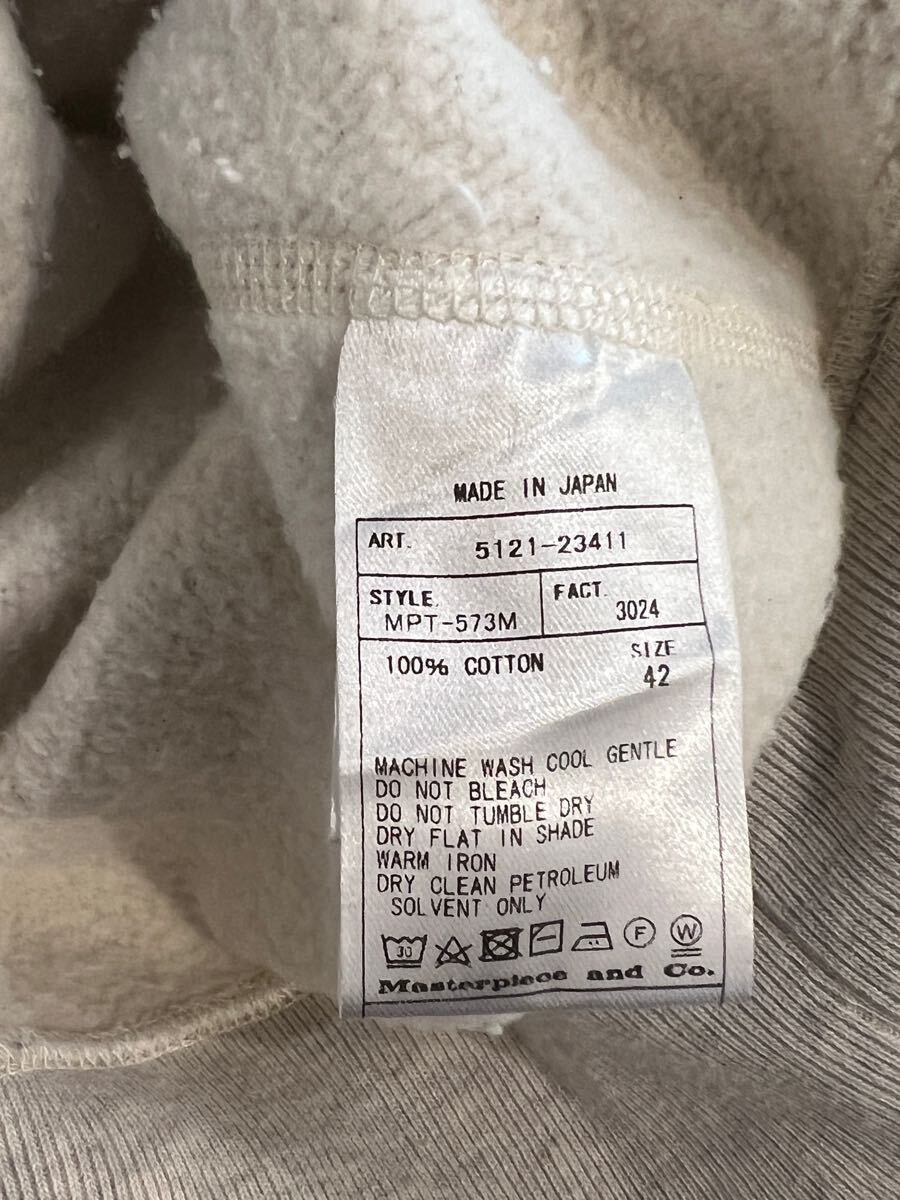 MADE IN JAPAN
ART. 5121-23411
STYLE. FACT.
MPT-573M 3024
100% COTTON SIZE
42
MACHINE WASH COOL GENTLE
DO NOT BLEACH
DO NOT TUMBLE DRY
DRY FLAT IN SHADE
WARM IRON
DRY CLEAN PETROLEUM
SOLVENT ONLY
30 F W
Masterpiece and Co.